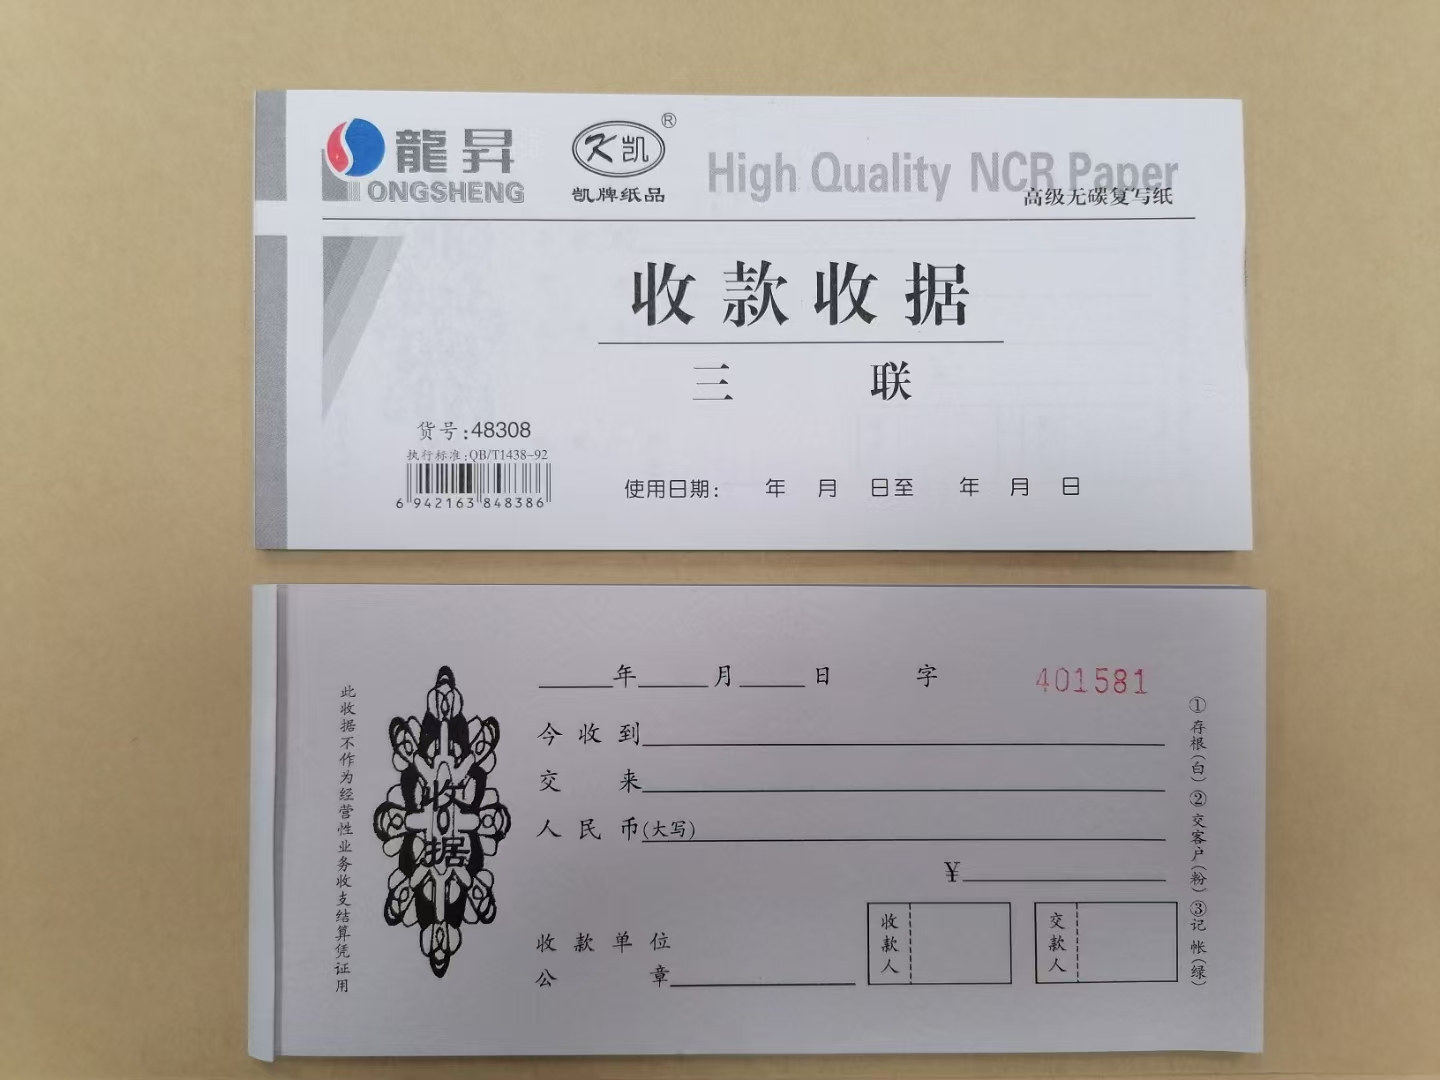 龍昇
ONGSHENG
K凯®
凯牌纸品
High Quality NCR Paper
高级无碳复写纸
收款收据
三 联
货号:48308
执行标准:QB/T1438-92
6 942163 848386
使用日期: 年 月 日至 年 月 日
此收据不作为经营性业务收支结算凭证用
收据
年 月 日 字 401581
今收到
交 来
人民币(大写)
¥
收款单位
公 章
收款人
交款人
①存根(白)②交客户(粉)③记帐(绿)